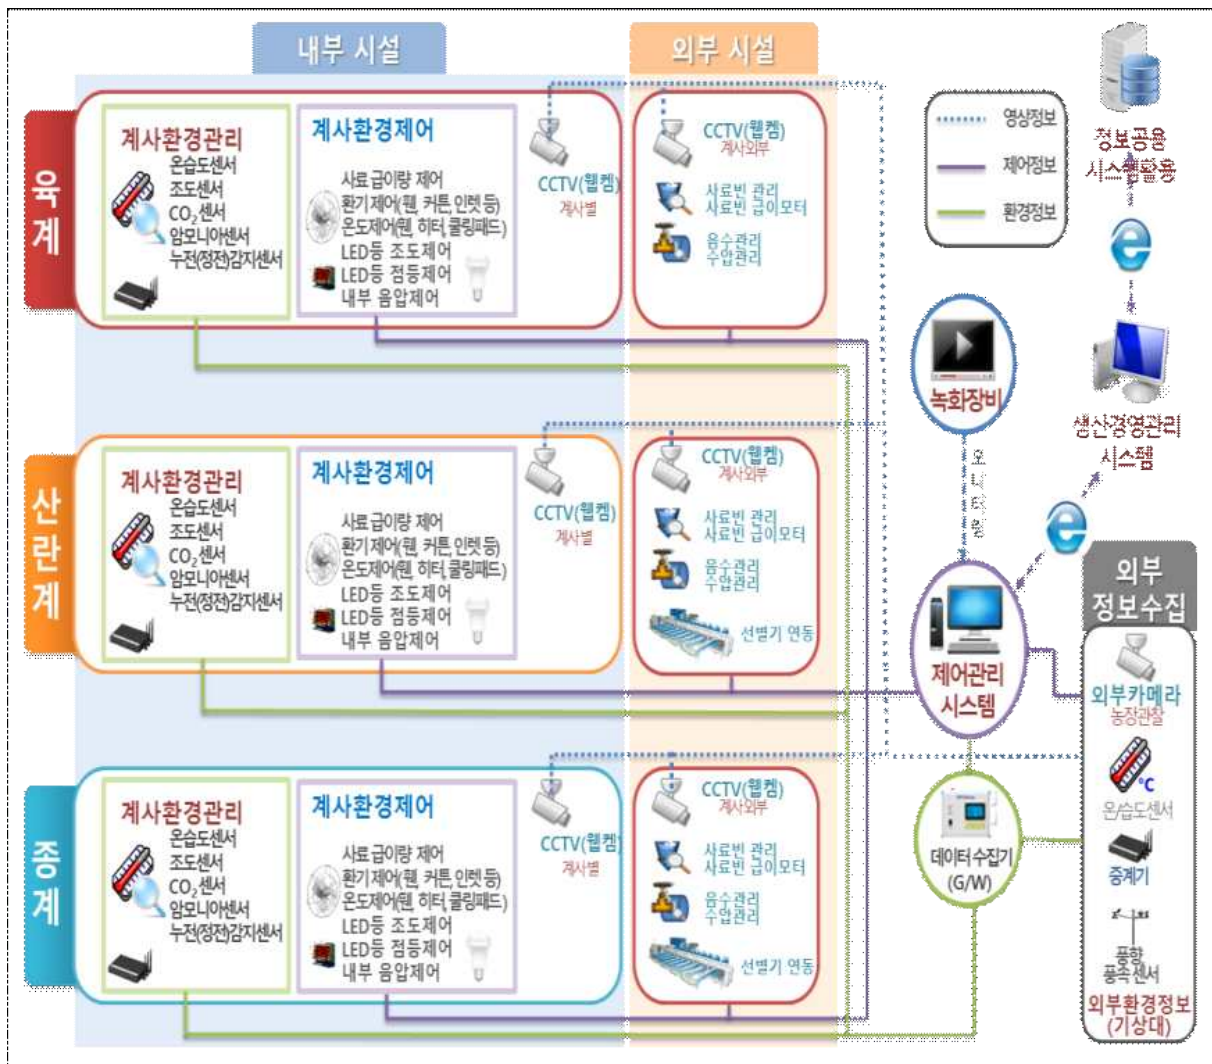 내부 시설
외부 시설
육계
계사환경관리
온습도센서
조도센서
CO₂센서
암모니아센서
누전(정전)감지센서
계사환경제어
사료 급이량 제어
환기 제어(휀, 커튼, 인렛 등)
온도제어(휀, 히터, 쿨링패드)
LED등 조도제어
LED등 점등제어
내부 음압제어
CCTV(웹켐)
계사별
CCTV(웹켐)
계사외부
사료빈 관리
사료빈 급이모터
음수관리
수압관리
산란계
계사환경관리
온습도센서
조도센서
CO₂센서
암모니아센서
누전(정전)감지센서
계사환경제어
사료 급이량 제어
환기 제어(휀, 커튼, 인렛 등)
온도제어(휀, 히터, 쿨링패드)
LED등 조도제어
LED등 점등제어
내부 음압제어
CCTV(웹켐)
계사별
CCTV(웹켐)
계사외부
사료빈 관리
사료빈 급이모터
음수관리
수압관리
선별기 연동
종계
계사환경관리
온습도센서
조도센서
CO₂센서
암모니아센서
누전(정전)감지센서
계사환경제어
사료 급이량 제어
환기 제어(휀, 커튼, 인렛 등)
온도제어(휀, 히터, 쿨링패드)
LED등 조도제어
LED등 점등제어
내부 음압제어
CCTV(웹켐)
계사별
CCTV(웹켐)
계사외부
사료빈 관리
사료빈 급이모터
음수관리
수압관리
선별기 연동
영상정보
제어정보
환경정보
정보공유
시스템활용
생산경영관리
시스템
녹화장비
제어관리
시스템
데이터 수집기
(G/W)
외부
정보수집
외부카메라
농장관찰
℃
온/습도센서
중계기
풍향
풍속 센서
외부환경정보
(기상대)